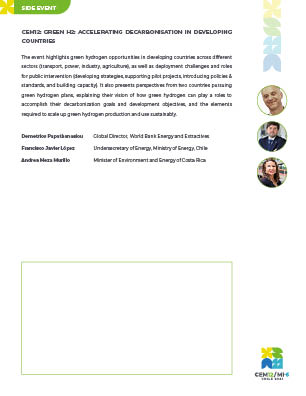 SIDE EVENT
CEM12: GREEN H2: ACCELERATING DECARBONISATION IN DEVELOPING
COUNTRIES
The event highlights green hydrogen opportunities in developing countries across different
sectors (transport, power, industry, agriculture), as well as deployment challenges and roles
for public intervention (developing strategies, supporting pilot projects, introducing policies &
standards, and building capacity). It also presents perspectives from two countries pursuing
green hydrogen plans, explaining their vision of how green hydrogen can play a roles to
accomplish their decarbonization goals and development objectives, and the elements
required to scale up green hydrogen production and use sustainably.
Demetrios Papathanasiou Global Director, World Bank Energy and Extractives
Francisco Javier López Undersecretary of Energy, Ministry of Energy, Chile
Andrea Meza Murillo Minister of Environment and Energy of Costa Rica
CEM12/MI-6
CHILE 2021